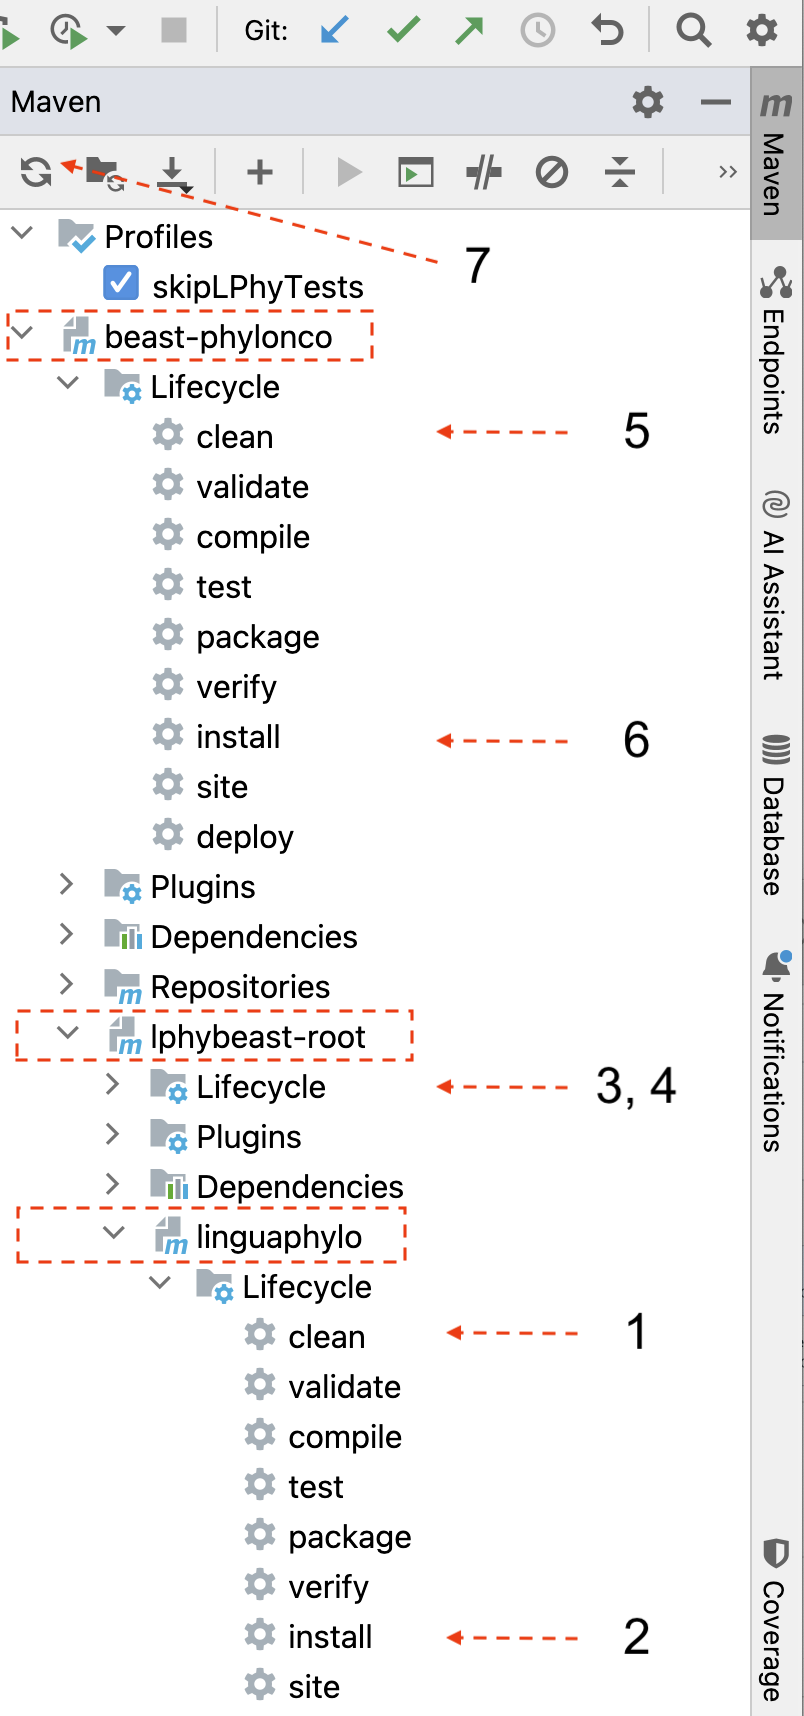 Git:
Maven
Profiles
7
skipLPhyTests
beast-phylonco
Lifecycle
clean
5
validate
compile
test
package
verify
install
6
site
deploy
Plugins
Dependencies
Repositories
lphybeast-root
Lifecycle
3, 4
Plugins
Dependencies
linguaphylo
Lifecycle
clean
1
validate
compile
test
package
verify
install
2
site
m
Maven
Endpoints
AI Assistant
Database
Notifications
Coverage